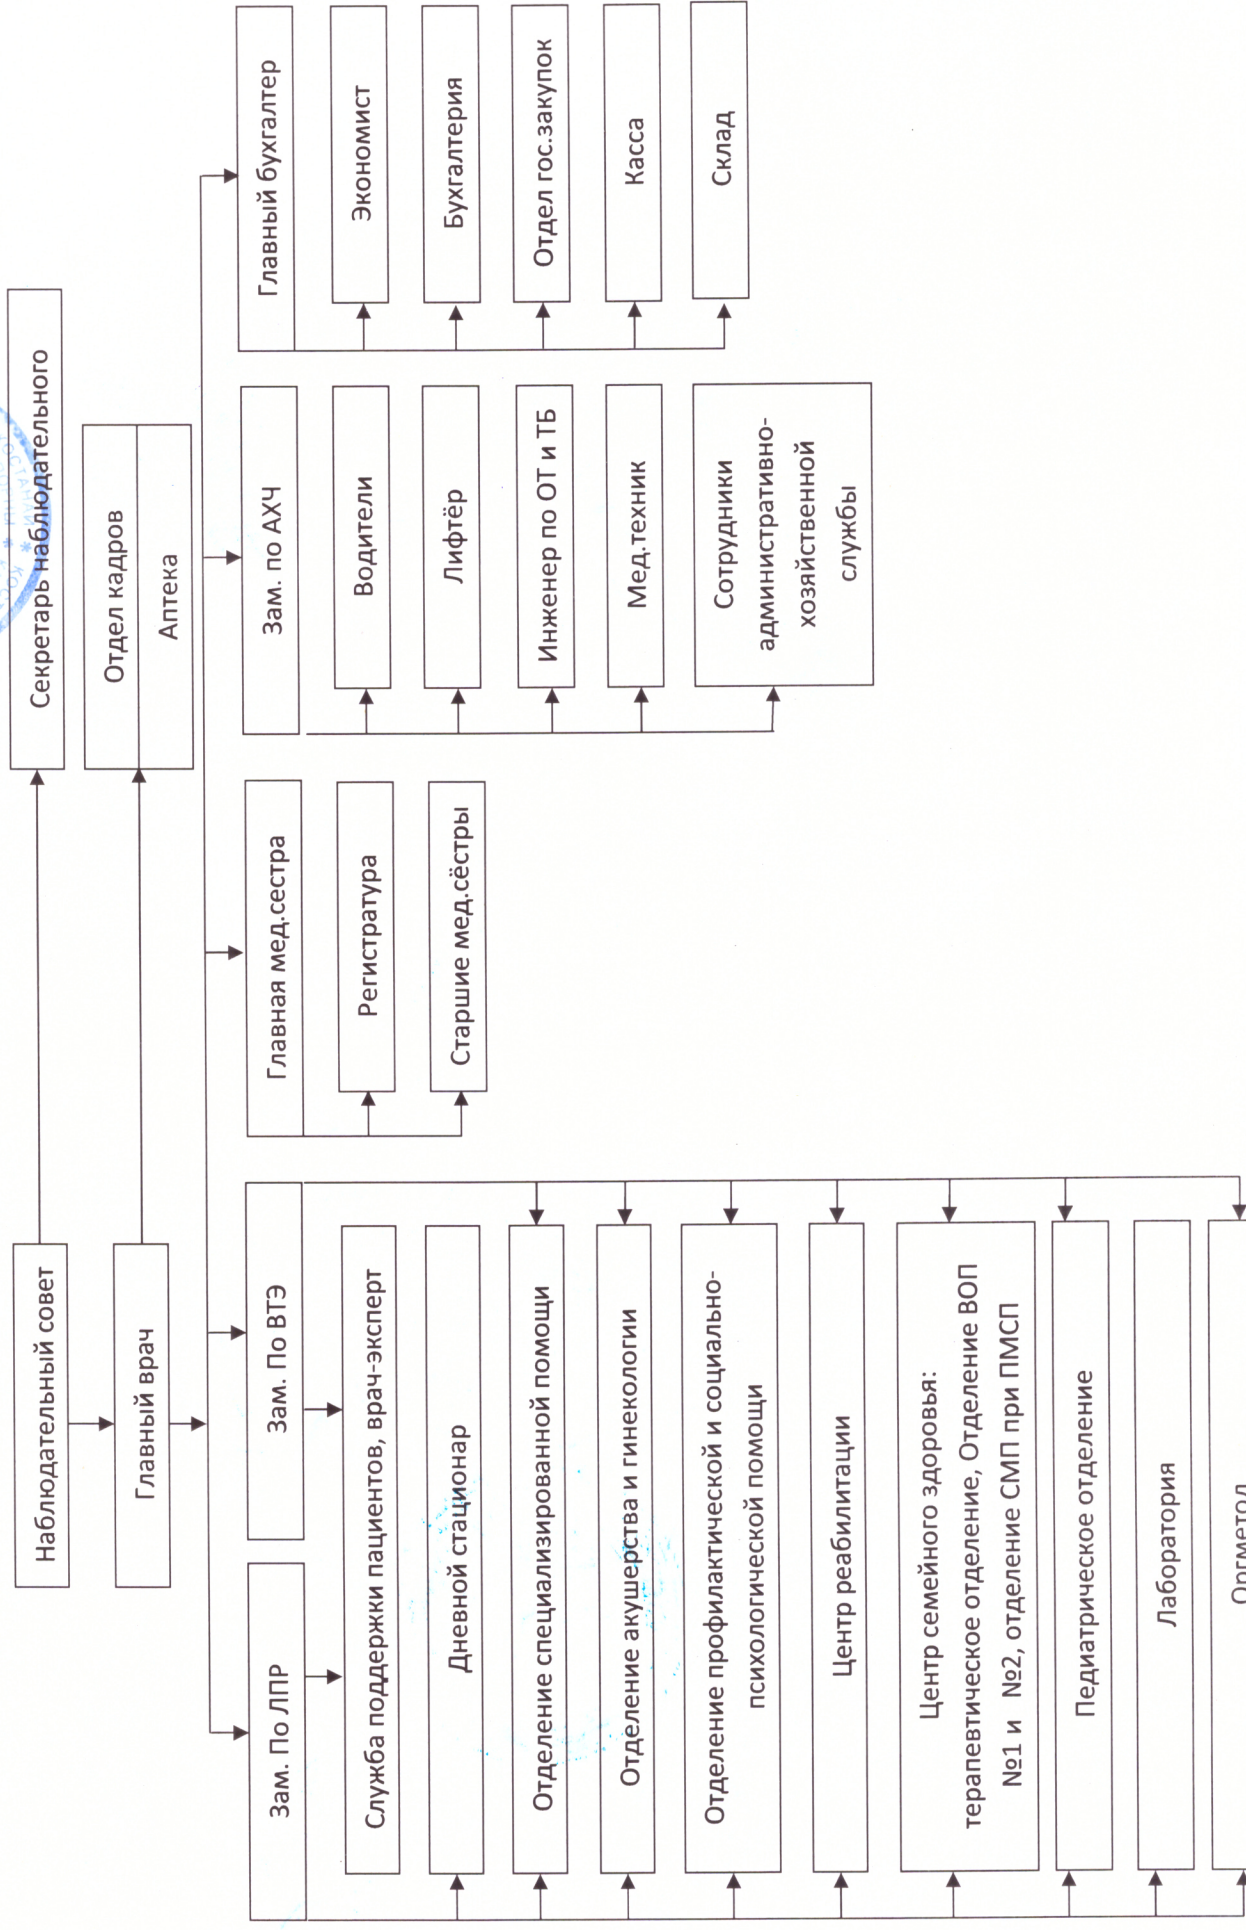 Наблюдательный совет
Секретарь наблюдательного
Главный врач
Отдел кадров
Аптека
Зам. По ЛПР
Зам. По ВТЭ
Главная мед.сестра
Зам. по АХЧ
Главный бухгалтер
Служба поддержки пациентов, врач-эксперт
Дневной стационар
Отделение специализированной помощи
Отделение акушерства и гинекологии
Отделение профилактической и социально-
психологической помощи
Центр реабилитации
Центр семейного здоровья:
терапевтическое отделение, Отделение ВОП
№1 и №2, отделение СМП при ПМСП
Педиатрическое отделение
Лаборатория
Регистратура
Старшие мед.сёстры
Водители
Лифтёр
Инженер по ОТ и ТБ
Мед.техник
Сотрудники
административно-
хозяйственной
службы
Экономист
Бухгалтерия
Отдел гос.закупок
Касса
Склад